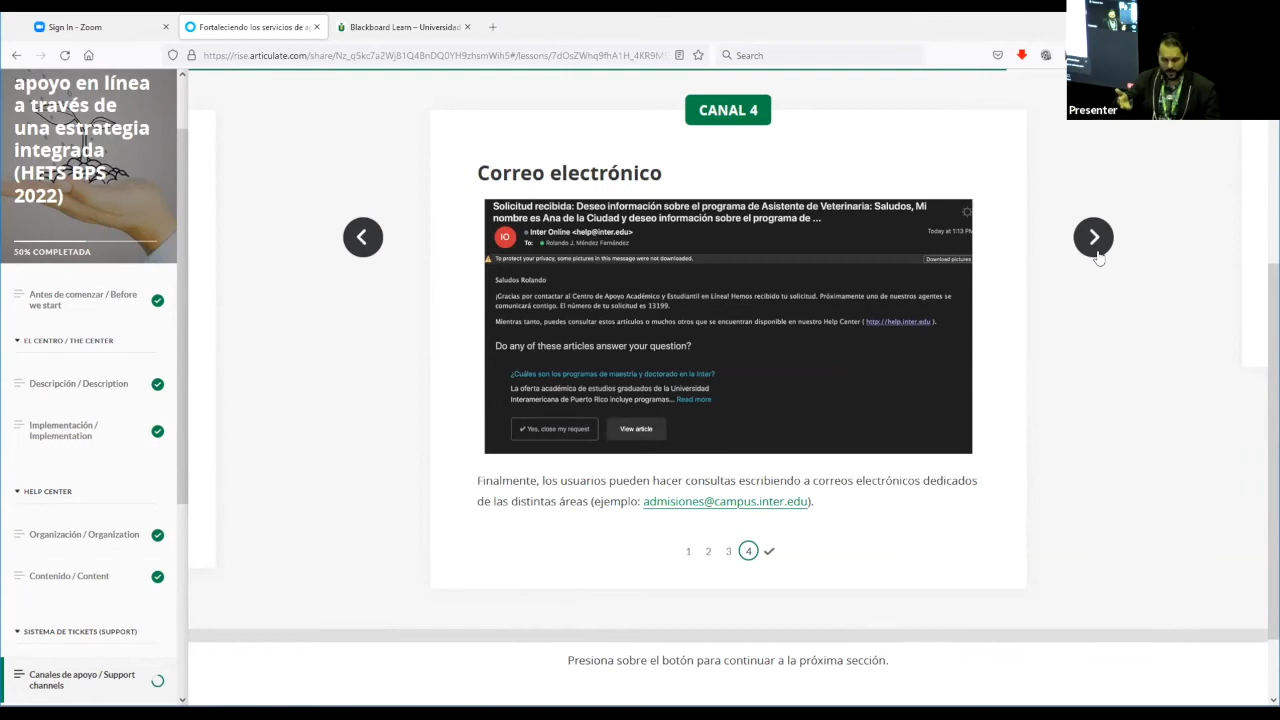 Sign In - Zoom
Fortaleciendo los servicios de a
Blackboard Learn – Universidad
https://rise.articulate.com/share/Nz_q5kc7a2Wj81Q4BnDQ0YrzhsmWih5#/lessons/7dOsZWhq9fhA1H_4KR9M
Search
Presenter
apoyo en línea
a través de
una estrategia
integrada
(HETS BPS
2022)
50% COMPLETADA
Antes de comenzar / Before
we start
EL CENTRO / THE CENTER
Descripción / Description
Implementación /
Implementation
HELP CENTER
Organización / Organization
Contenido / Content
SISTEMA DE TICKETS (SUPPORT)
Canales de apoyo / Support
channels
CANAL 4
Correo electrónico
Solicitud recibida: Deseo información sobre el programa de Asistente de Veterinaria: Saludos, Mi
nombre es Ana de la Ciudad y deseo información sobre el programa de ...
IO
Inter Online <help@inter.edu>
Today at 1:13 PM
To: Rolando J. Méndez Fernández
To protect your privacy, some pictures in this message were not downloaded.
Download pictures
Saludos Rolando
¡Gracias por contactar al Centro de Apoyo Académico y Estudiantil en Línea! Hemos recibido tu solicitud. Próximamente uno de nuestros agentes se
comunicará contigo. El número de tu solicitud es 13199.
Mientras tanto, puedes consultar estos artículos o muchos otros que se encuentran disponible en nuestro Help Center ( http://help.inter.edu ).
Do any of these articles answer your question?
¿Cuáles son los programas de maestría y doctorado en la Inter?
La oferta académica de estudios graduados de la Universidad
Interamericana de Puerto Rico incluye programas... Read more
✔ Yes, close my request
View article
Finalmente, los usuarios pueden hacer consultas escribiendo a correos electrónicos dedicados
de las distintas áreas (ejemplo: admisiones@campus.inter.edu).
1 2 3 4
Presiona sobre el botón para continuar a la próxima sección.